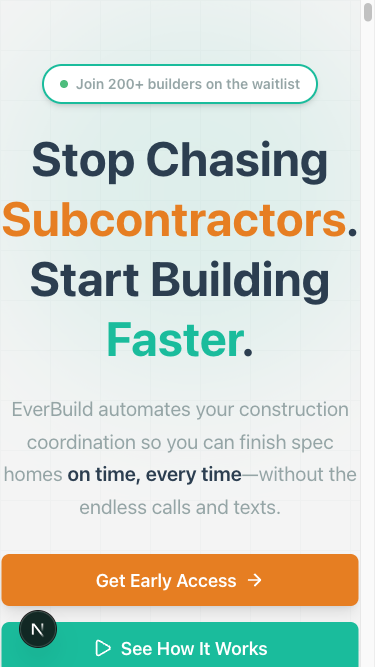 Join 200+ builders on the waitlist
Stop Chasing
Subcontractors.
Start Building
Faster.
EverBuild automates your construction
coordination so you can finish spec
homes on time, every time—without the
endless calls and texts.
Get Early Access →
N
See How It Works